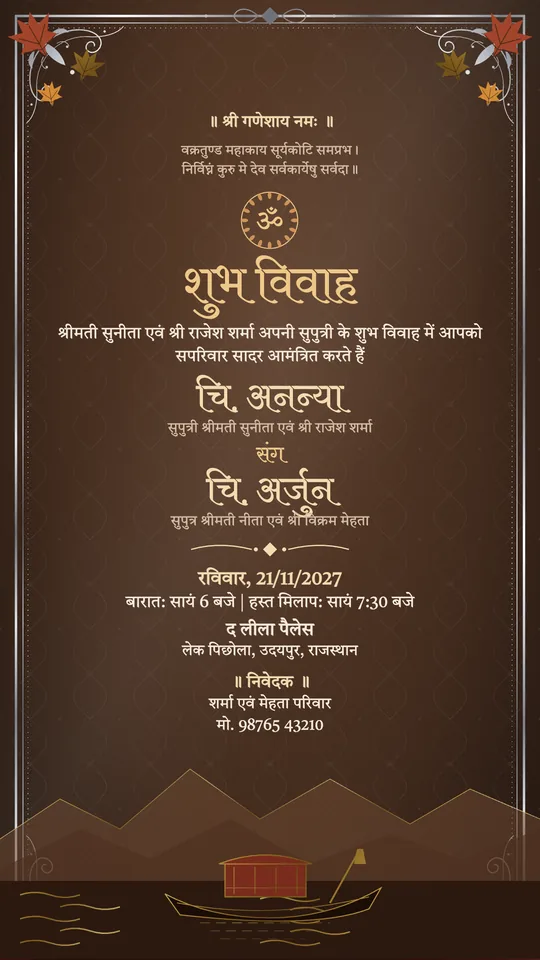 ॥ श्री गणेशाय नमः ॥
वक्रतुण्ड महाकाय सूर्यकोटि समप्रभ।
निर्विघ्नं कुरु मे देव सर्वकार्येषु सर्वदा॥
ॐ
शुभ विवाह
श्रीमती सुनीता एवं श्री राजेश शर्मा अपनी सुपुत्री के शुभ विवाह में आपको
सपरिवार सादर आमंत्रित करते हैं
चि. अनन्या
सुपुत्री श्रीमती सुनीता एवं श्री राजेश शर्मा
संग
चि. अर्जुन
सुपुत्र श्रीमती नीता एवं श्री विक्रम मेहता
रविवार, 21/11/2027
बारात: सायं 6 बजे | हस्त मिलाप: सायं 7:30 बजे
द लीला पैलेस
लेक पिछोला, उदयपुर, राजस्थान
॥ निवेदक ॥
शर्मा एवं मेहता परिवार
मो. 98765 43210